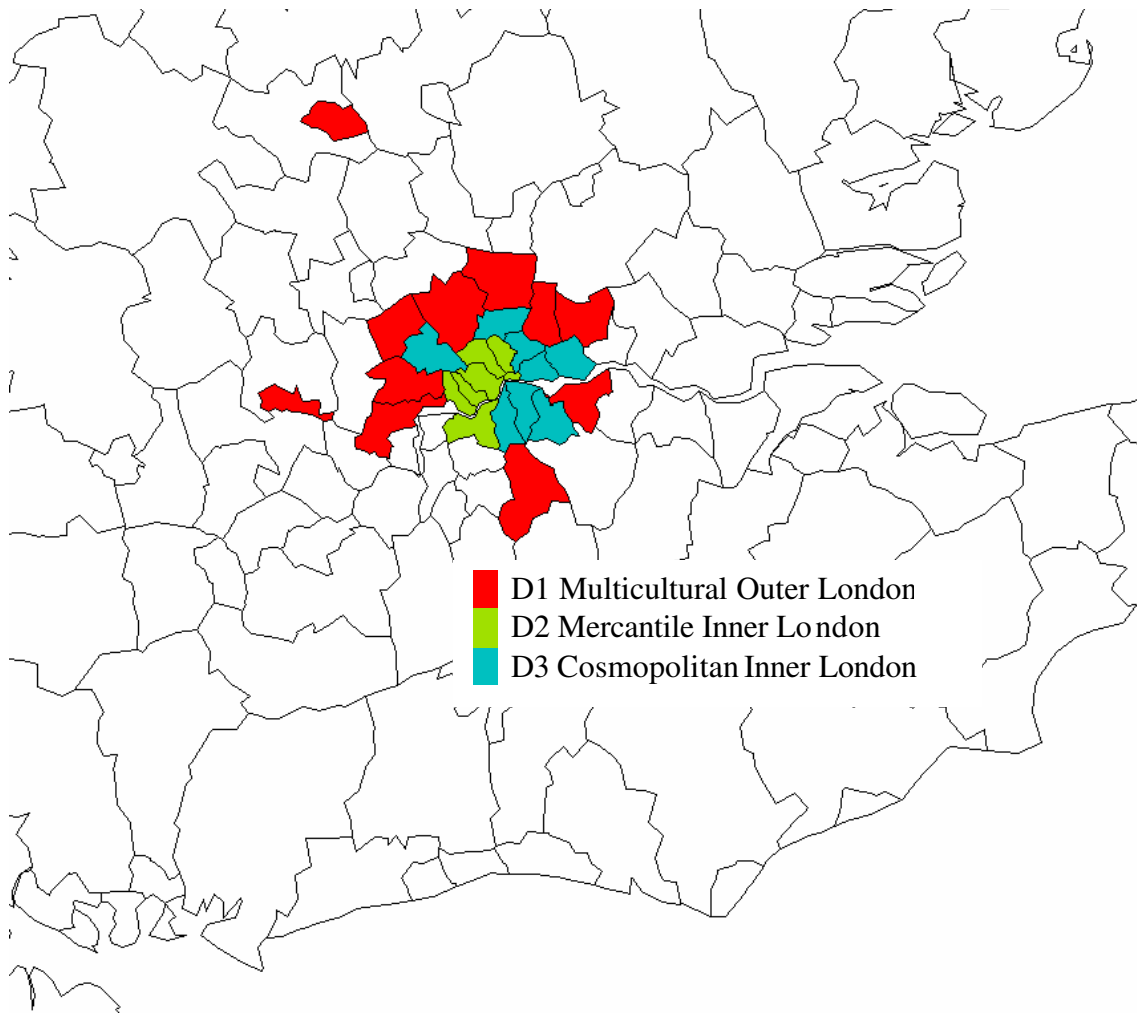 D1 Multicultural Outer London
D2 Mercantile Inner London
D3 Cosmopolitan Inner London